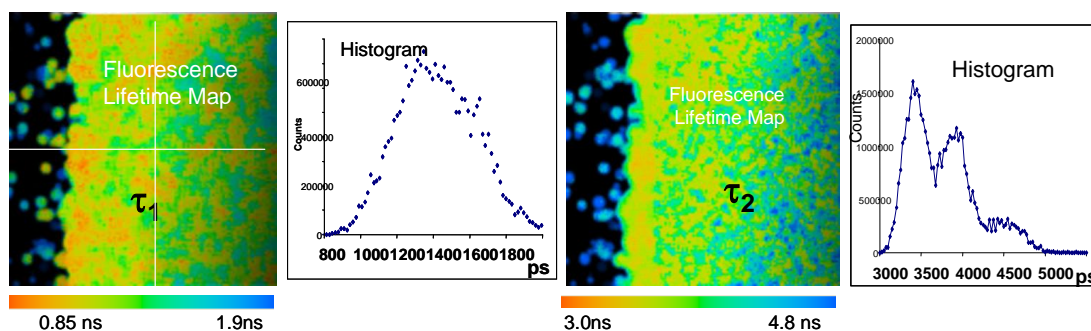 Fluorescence
Lifetime Map
τ1
0.85 ns 1.9ns
Histogram
Counts
600000
400000
200000
0
800 1000 1200 1400 1600 1800
ps
Fluorescence
Lifetime Map
τ2
3.0ns 4.8 ns
Histogram
Counts
2000000
1500000
1000000
500000
0
3000 3500 4000 4500 5000
ps